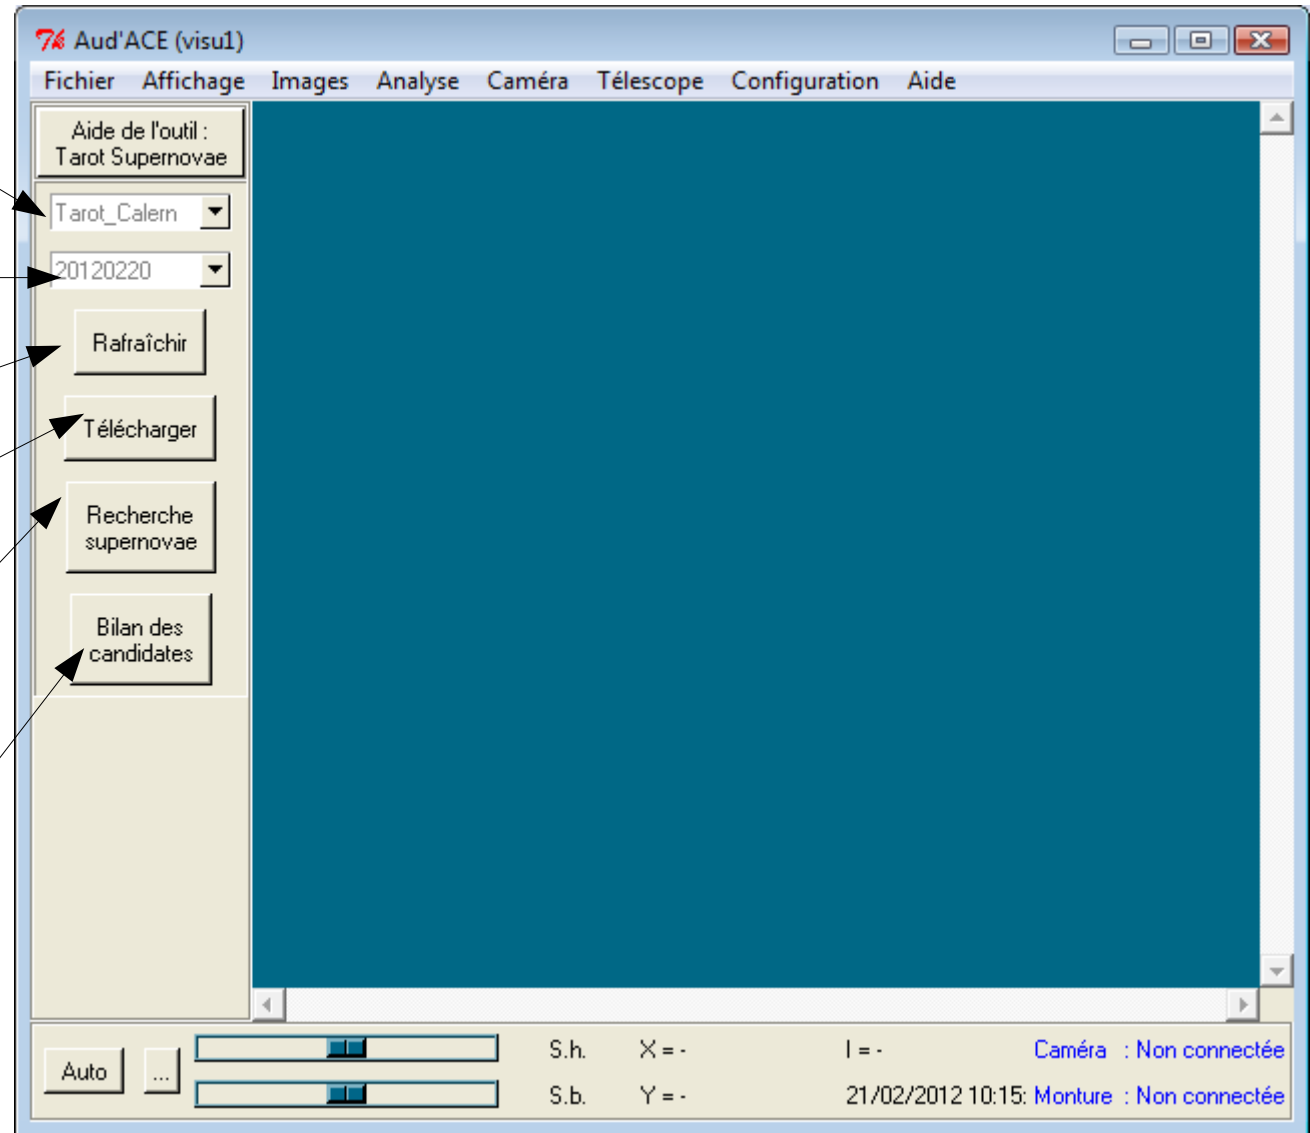 Aud'ACE (visu1)
Fichier Affichage Images Analyse Caméra Télescope Configuration Aide
Aide de l'outil :
Tarot Supernovae
Tarot_Calern
20120220
Rafraîchir
Télécharger
Recherche
supernovae
Bilan des
candidates
Auto ... S.h. X = - I = - Caméra : Non connectée
S.b. Y = - 21/02/2012 10:15: Monture : Non connectée